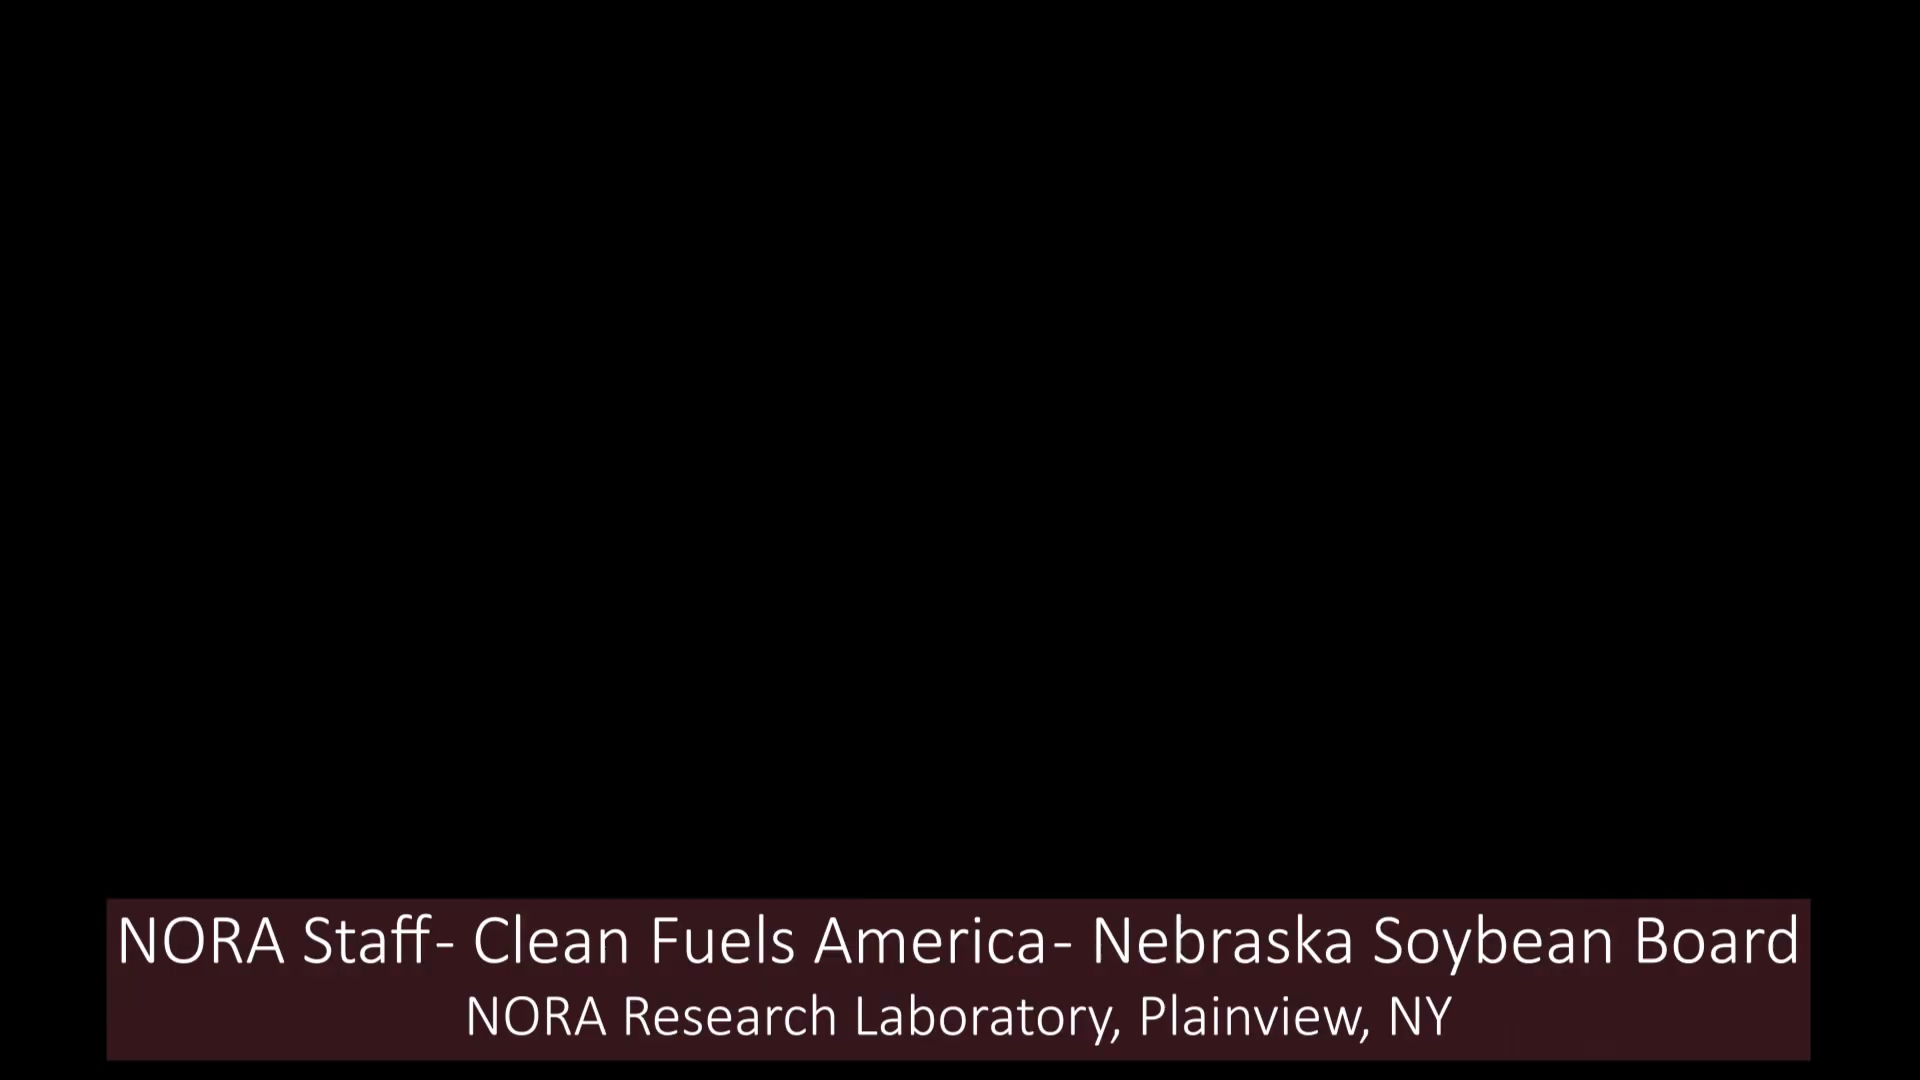 NORA Staff- Clean Fuels America- Nebraska Soybean Board
NORA Research Laboratory, Plainview, NY